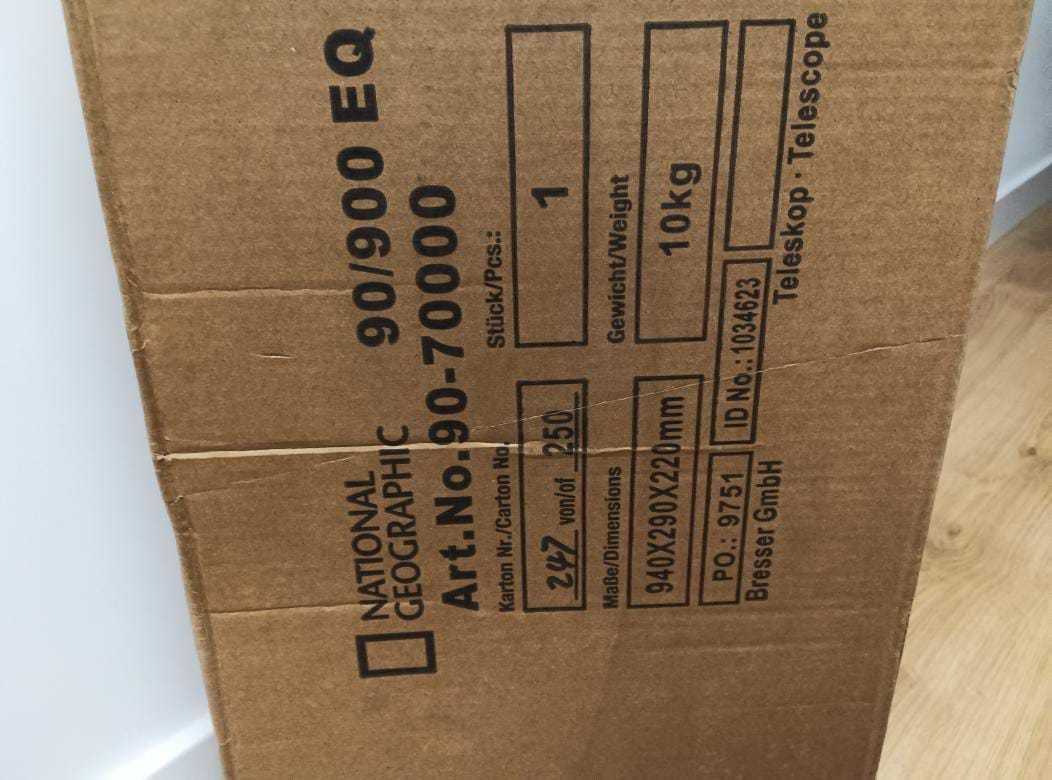 NATIONAL
GEOGRAPHIC
90/900 EQ
Art.No.90-70000
Karton Nr./Carton No.
Stück/Pcs.:
247 von/of 250
1
Maße/Dimensions
Gewicht/Weight
940X290X220mm
10kg
PO.: 9751
ID No.:1034623
Bresser GmbH
Teleskop · Telescope